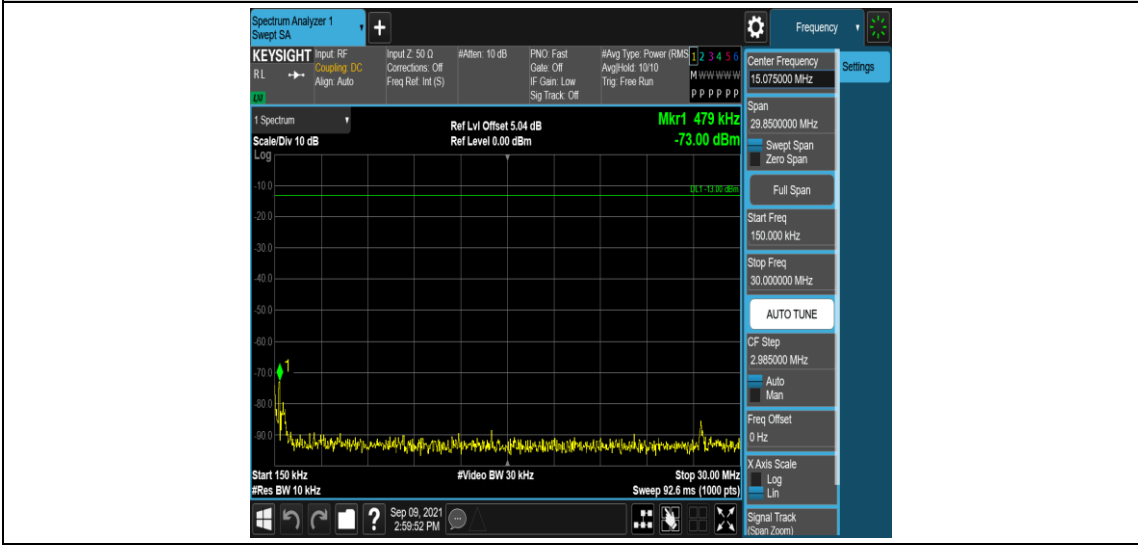 Spectrum Analyzer 1
Swept SA
+
Frequency
KEYSIGHT
Input: RF
Input Z: 50 Ω
#Atten: 10 dB
PNO: Fast
#Avg Type: Power (RMS
1 2 3 4 5 6
RL
Coupling: DC
Corrections: Off
Gate: Off
Avg|Hold: 10/10
M W W W W W
Align: Auto
Freq Ref: Int (S)
IF Gain: Low
Trig: Free Run
Sig Track: Off
P P P P P P
Center Frequency
15.075000 MHz
Settings
Span
29.8500000 MHz
Swept Span
Zero Span
Full Span
Start Freq
150.000 kHz
Stop Freq
30.000000 MHz
AUTO TUNE
CF Step
2.985000 MHz
Auto
Man
Freq Offset
0 Hz
X Axis Scale
Log
Lin
Signal Track
(Span Zoom)
1 Spectrum
Ref Lvl Offset 5.04 dB
Mkr1 479 kHz
Scale/Div 10 dB
Ref Level 0.00 dBm
-73.00 dBm
Log
DL1 -13.00 dBm
-10.0
-20.0
-30.0
-40.0
-50.0
-60.0
-70.0
1
-80.0
-90.0
Start 150 kHz
#Video BW 30 kHz
Stop 30.00 MHz
#Res BW 10 kHz
Sweep 92.6 ms (1000 pts)
?
Sep 09, 2021
2:59:52 PM